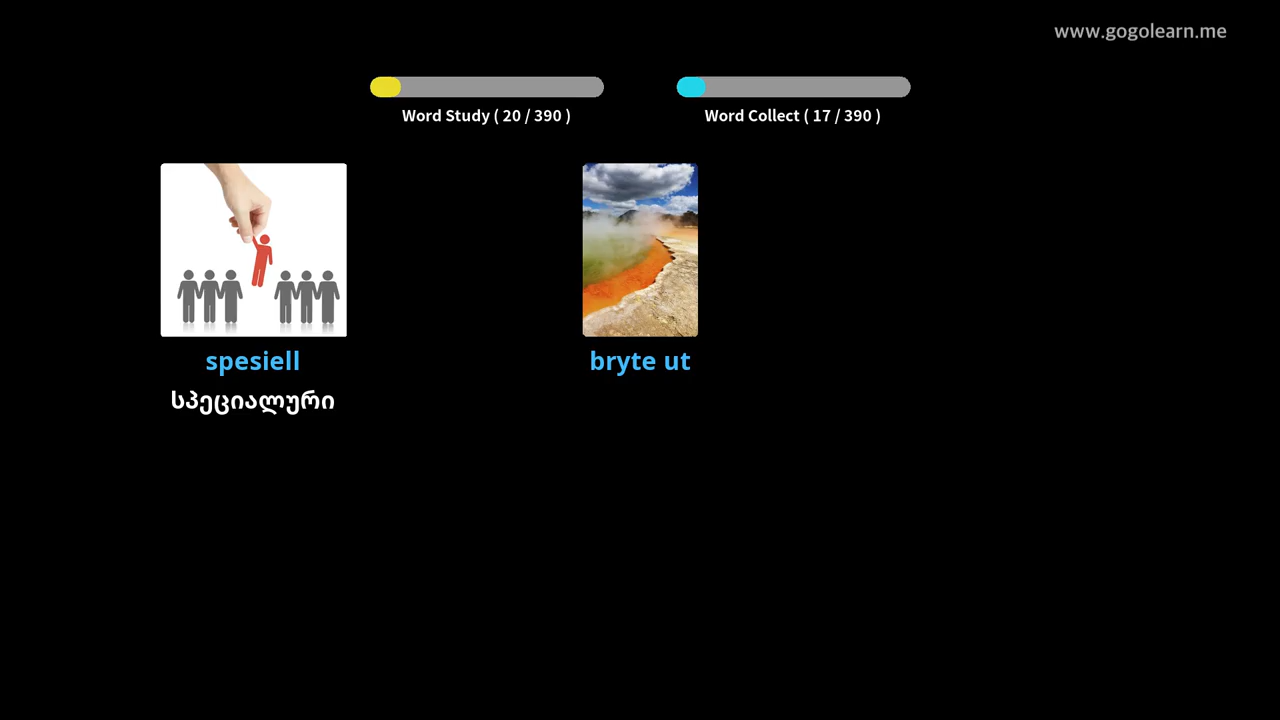 www.gogolearn.me
Word Study ( 20 / 390 )
Word Collect ( 17 / 390 )
spesiell
bryte ut
სპეციალური